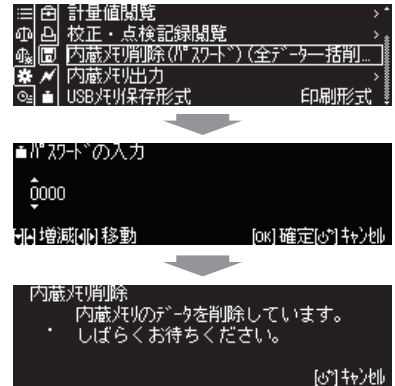 計量値閲覧 >
校正・点検記録閲覧 >
内蔵ﾒﾓﾘ削除(ﾊﾟｽﾜｰﾄﾞ)(全ﾃﾞｰﾀ一括削...
内蔵ﾒﾓﾘ出力 >
USBﾒﾓﾘ保存形式 印刷形式
ﾊﾟｽﾜｰﾄﾞの入力
0000
増減 移動 [OK]確定 ｷｬﾝｾﾙ
内蔵ﾒﾓﾘ削除
内蔵ﾒﾓﾘのﾃﾞｰﾀを削除しています。
しばらくお待ちください。
ｷｬﾝｾﾙ